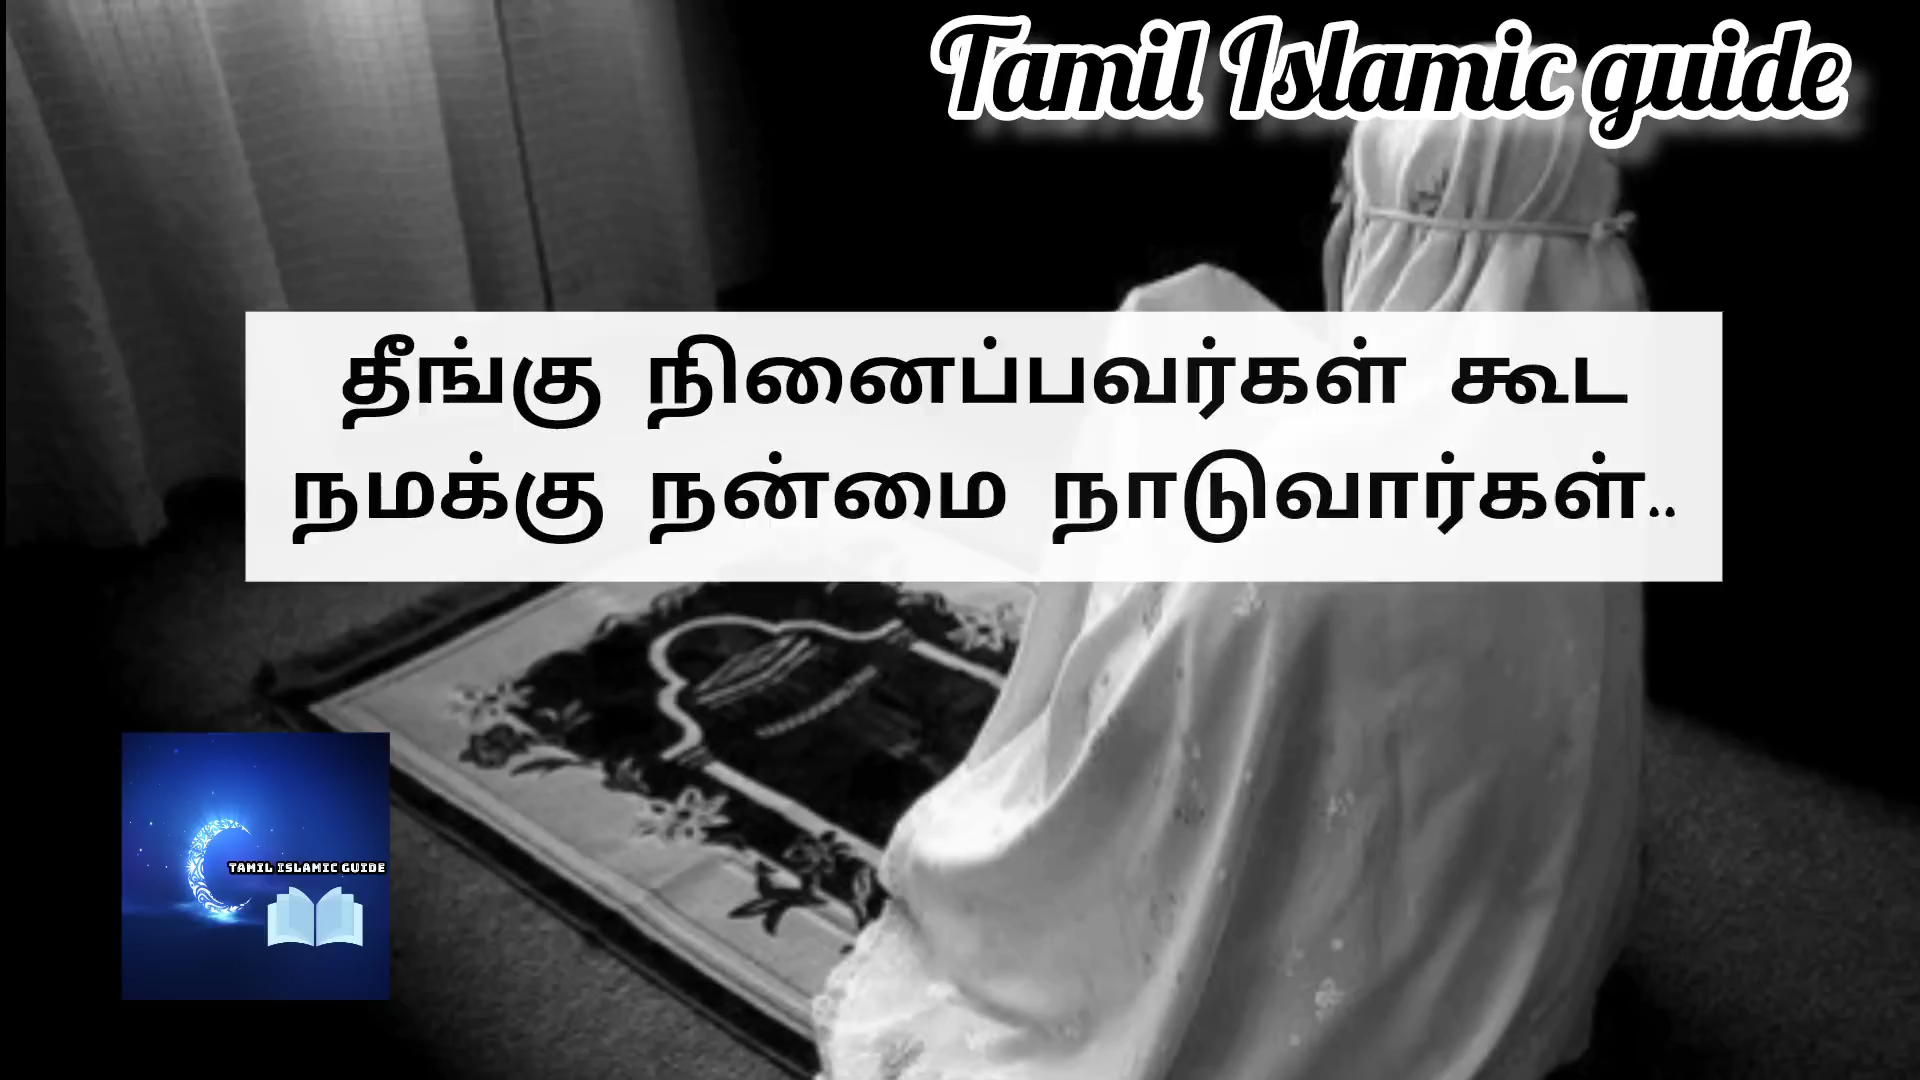 Tamil Islamic guide
தீங்கு நினைப்பவர்கள் கூட
நமக்கு நன்மை நாடுவார்கள்..
TAMIL ISLAMIC GUIDE